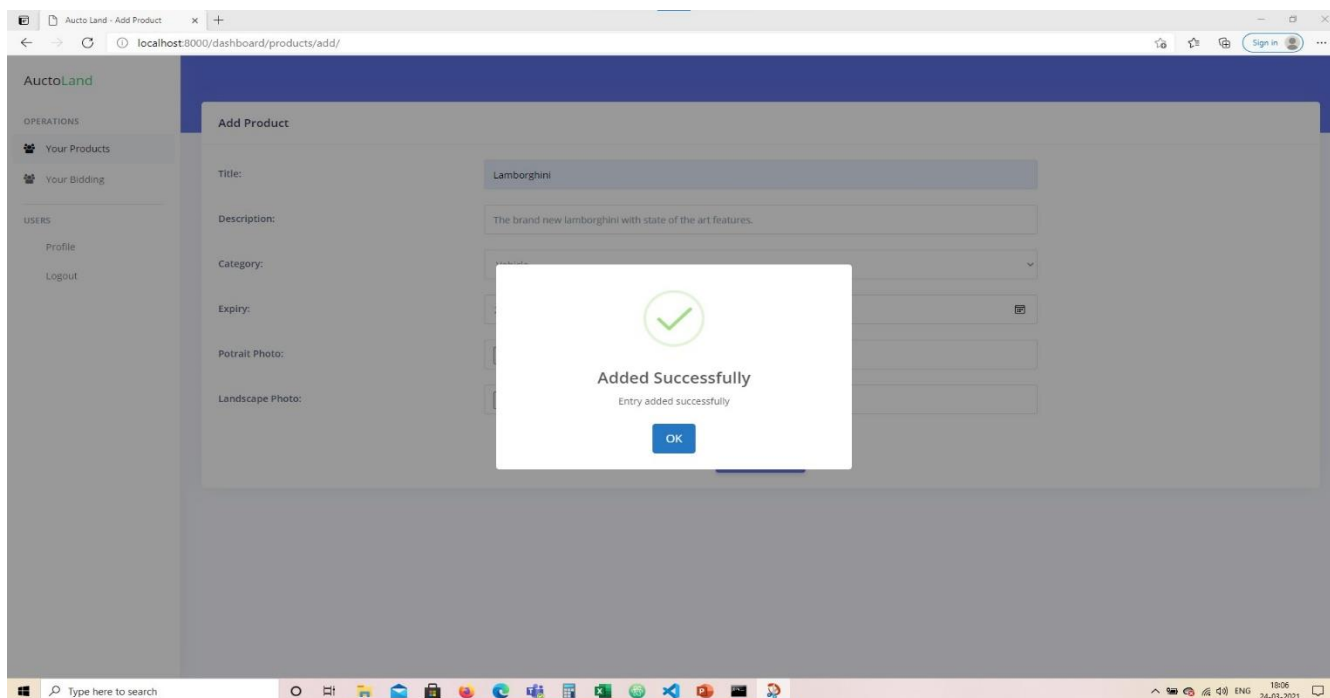 Aucto Land - Add Product
localhost:8000/dashboard/products/add/
Sign in
AuctoLand
OPERATIONS
Your Products
Your Bidding
USERS
Profile
Logout
Add Product
Title:
Lamborghini
Description:
The brand new lamborghini with state of the art features.
Category:
Expiry:
Potrait Photo:
Landscape Photo:
Added Successfully
Entry added successfully
OK
Type here to search
ENG
18:06
24-03-2021